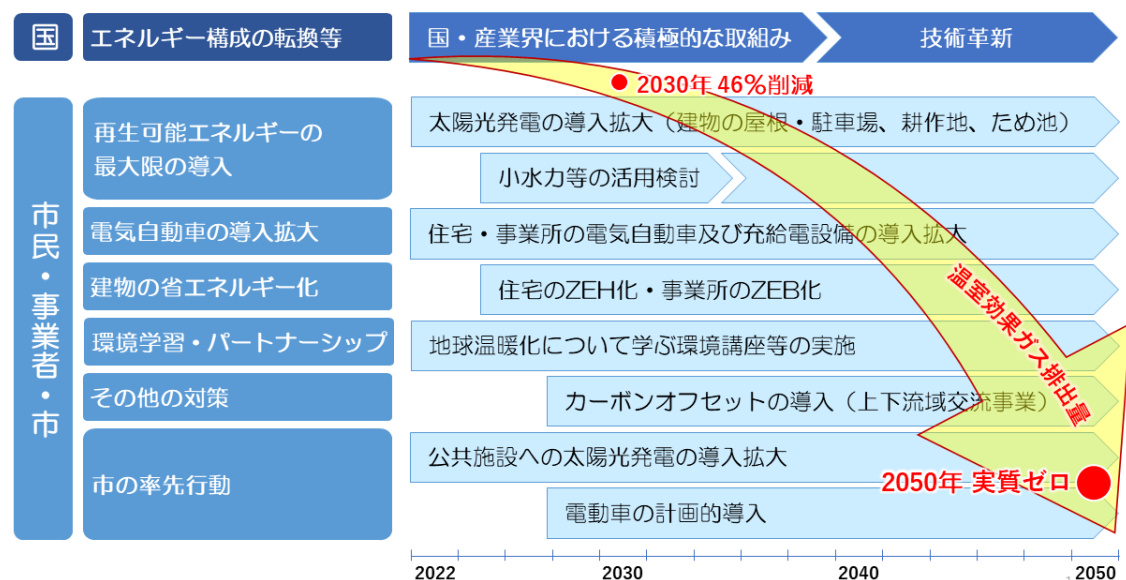 国
エネルギー構成の転換等
国・産業界における積極的な取組み
技術革新
2030年 46%削減
市民・事業者・市
再生可能エネルギーの
最大限の導入
太陽光発電の導入拡大（建物の屋根・駐車場、耕作地、ため池）
小水力等の活用検討
電気自動車の導入拡大
住宅・事業所の電気自動車及び充給電設備の導入拡大
建物の省エネルギー化
住宅のZEH化・事業所のZEB化
環境学習・パートナーシップ
地球温暖化について学ぶ環境講座等の実施
その他の対策
カーボンオフセットの導入（上下流域交流事業）
温室効果ガス排出量
市の率先行動
公共施設への太陽光発電の導入拡大
2050年 実質ゼロ
電動車の計画的導入
2022 2030 2040 2050